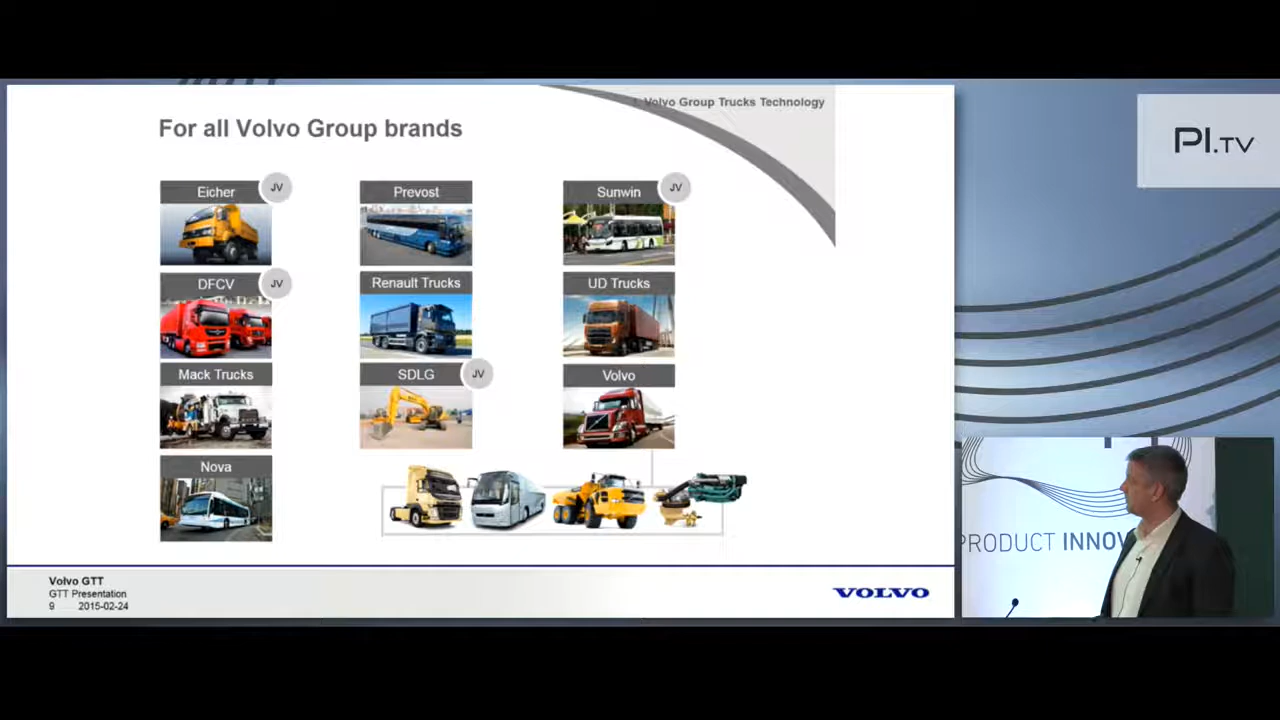 Volvo Group Trucks Technology
For all Volvo Group brands
PI.TV
Eicher
JV
Prevost
Sunwin
JV
DFCV
JV
Renault Trucks
UD Trucks
Mack Trucks
SDLG
JV
Volvo
Nova
PRODUCT INNOV
Volvo GTT
GTT Presentation
9 2015-02-24
VOLVO